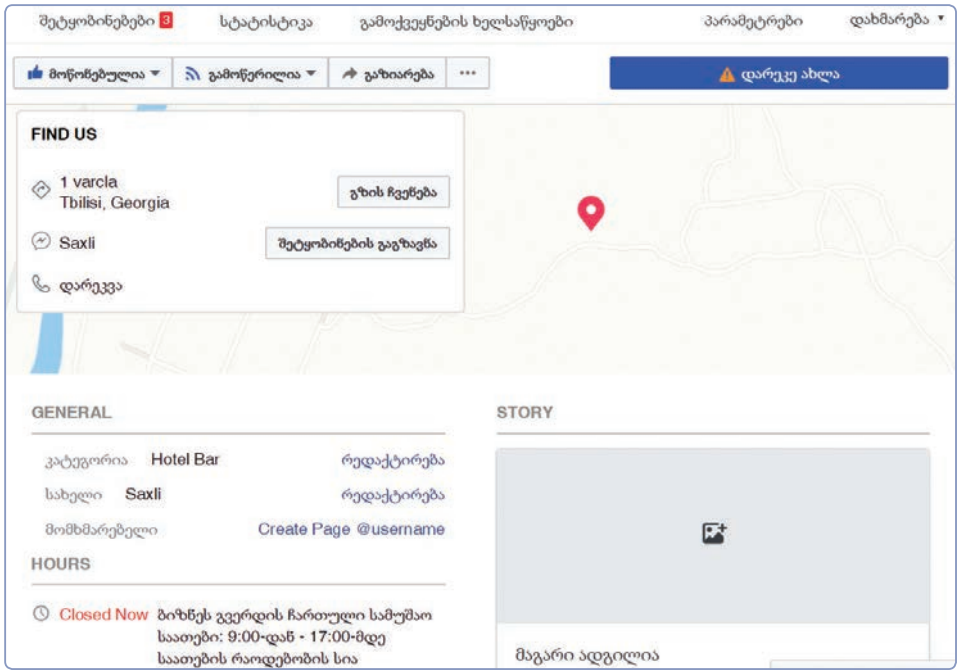 შეტყობინებები 3 სტატისტიკა გამოქვეყნების ხელსაწყოები პარამეტრები დახმარება
მოწონებულია გამოწერილია გაზიარება ... დარეკე ახლა
FIND US
1 varcla
Tbilisi, Georgia
გზის ჩვენება
Saxli
შეტყობინების გაგზავნა
დარეკვა
GENERAL
კატეგორია Hotel Bar რედაქტირება
სახელი Saxli რედაქტირება
მომხმარებელი Create Page @username
HOURS
Closed Now ბიზნეს გვერდის ჩართული სამუშაო
საათები: 9:00-დან - 17:00-მდე
საათების რაოდებობის სია
STORY
მაგარი ადგილია